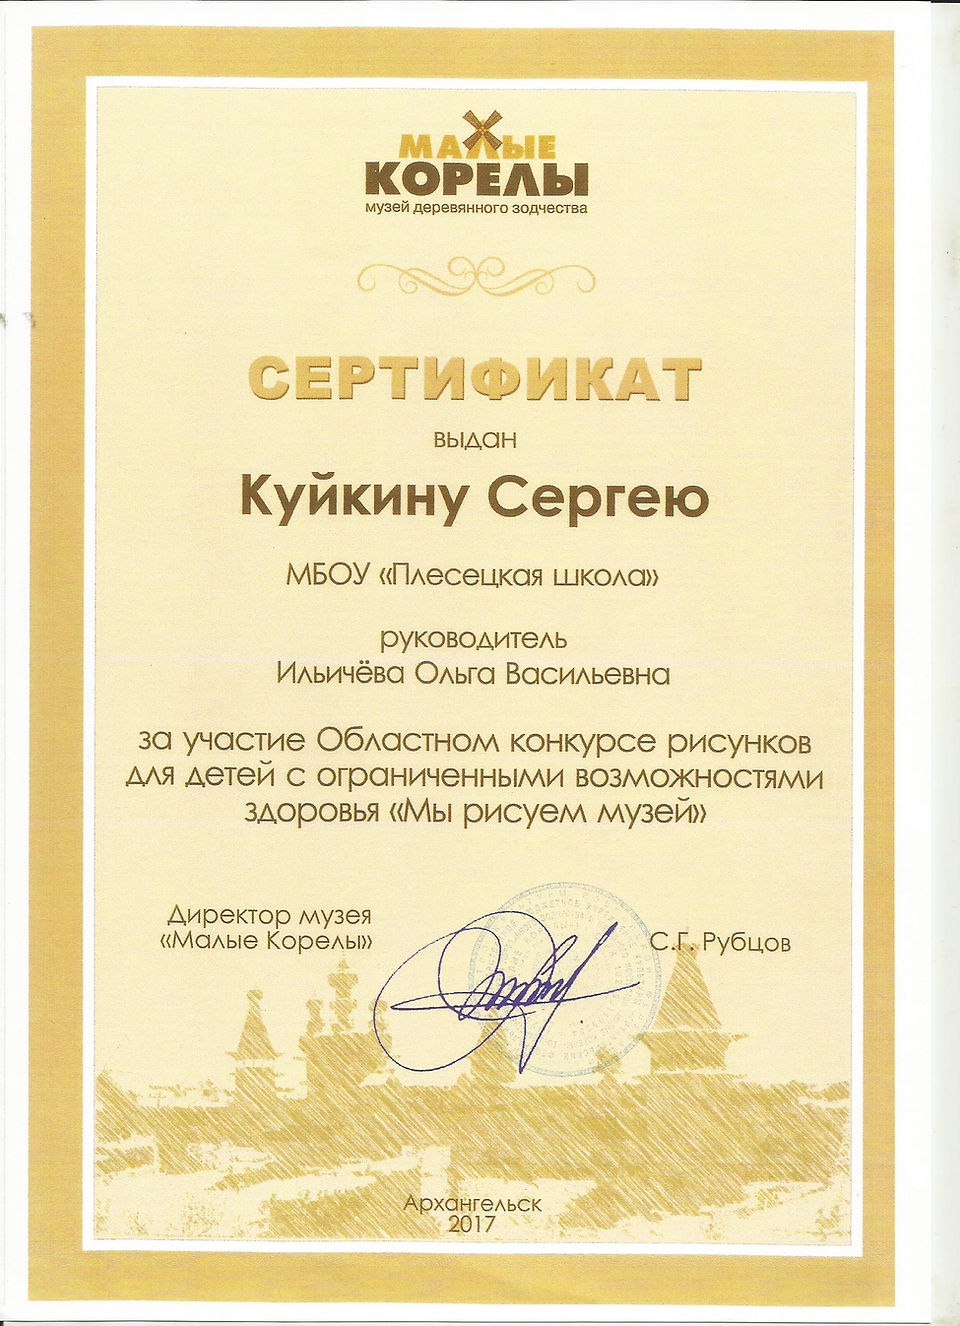 МАЛЫЕ
КОРЕЛЫ
музей деревянного зодчества
СЕРТИФИКАТ
выдан
Куйкину Сергею
МБОУ «Плесецкая школа»
руководитель
Ильичёва Ольга Васильевна
за участие Областном конкурсе рисунков
для детей с ограниченными возможностями
здоровья «Мы рисуем музей»
Директор музея
«Малые Корелы»
С.Г. Рубцов
Архангельск
2017